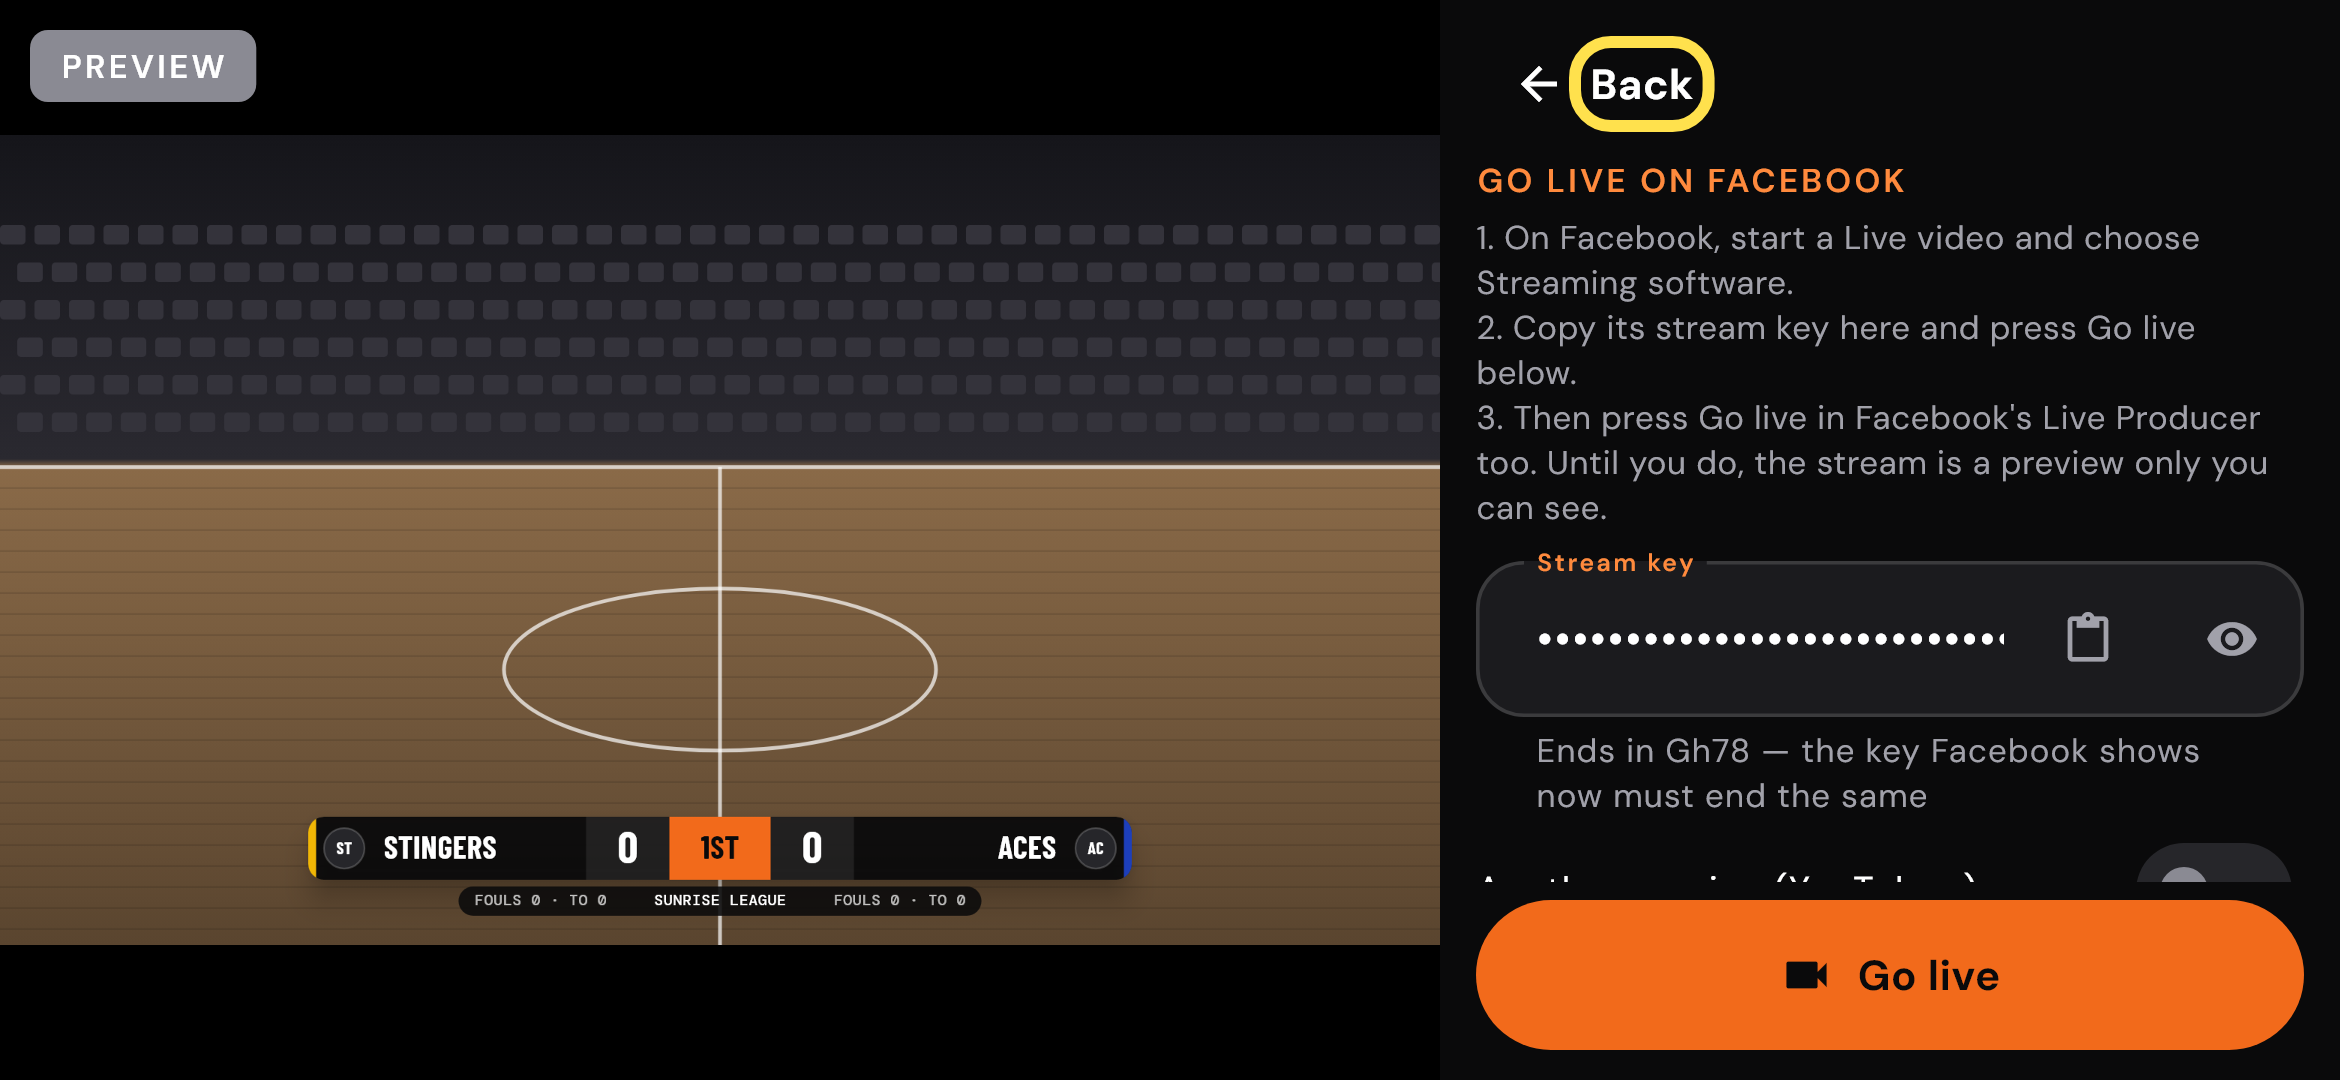 PREVIEW
Back
GO LIVE ON FACEBOOK
1. On Facebook, start a Live video and choose
Streaming software.
2. Copy its stream key here and press Go live
below.
3. Then press Go live in Facebook's Live Producer
too. Until you do, the stream is a preview only you
can see.
Stream key
Ends in Gh78 — the key Facebook shows
now must end the same
Go live
ST STINGERS 0 1ST 0 ACES AC
FOULS 0 · TO 0 SUNRISE LEAGUE FOULS 0 · TO 0